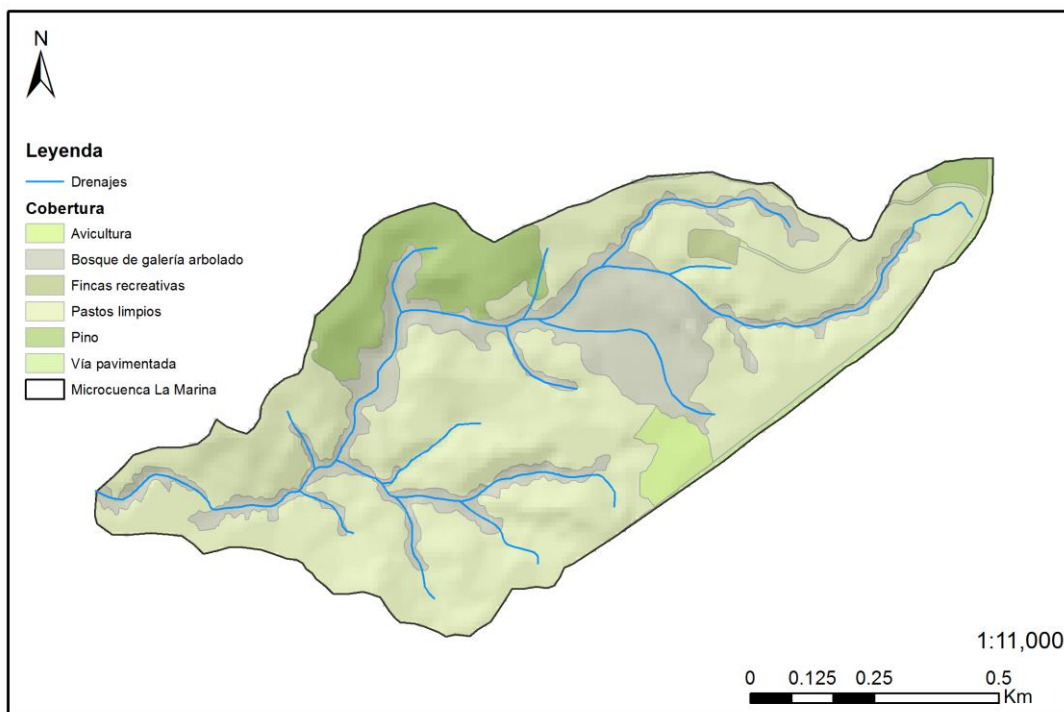 N
Leyenda
Drenajes
Cobertura
Avicultura
Bosque de galería arbolado
Fincas recreativas
Pastos limpios
Pino
Vía pavimentada
Microcuenca La Marina
1:11,000
0 0.125 0.25 0.5
Km